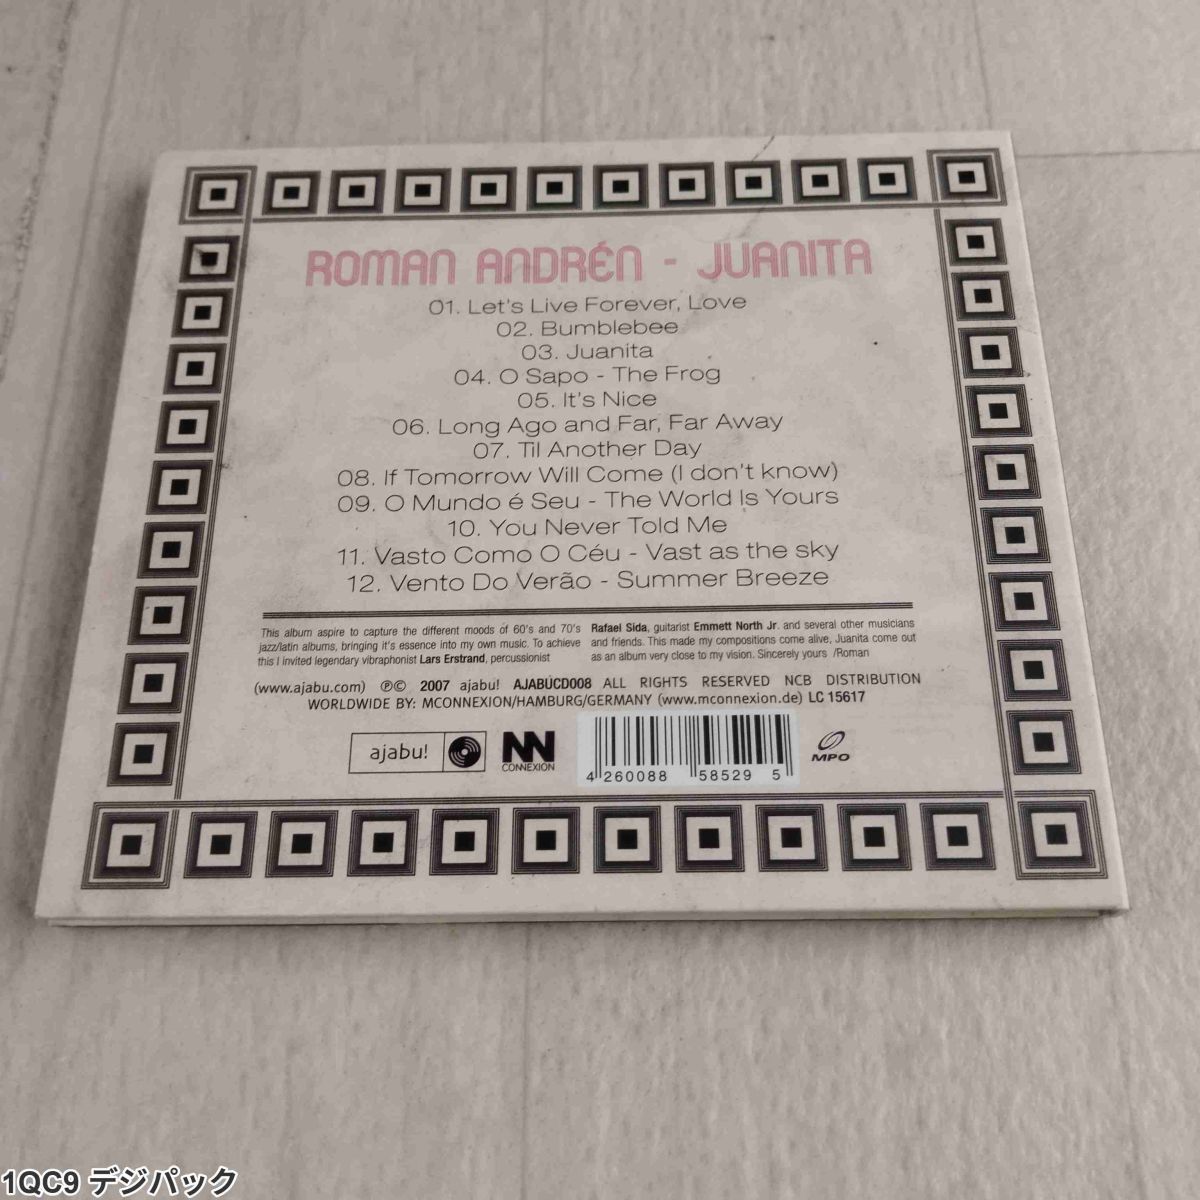 ROMAN ANDRÉN - JUANITA
01. Let's Live Forever, Love
02. Bumblebee
03. Juanita
04. O Sapo - The Frog
05. It's Nice
06. Long Ago and Far, Far Away
07. Til Another Day
08. If Tomorrow Will Come (I don't know)
09. O Mundo é Seu - The World Is Yours
10. You Never Told Me
11. Vasto Como O Céu - Vast as the sky
12. Vento Do Verão - Summer Breeze
This album aspire to capture the different moods of 60's and 70's
jazz/latin albums, bringing it's essence into my own music. To achieve
this I invited legendary vibraphonist Lars Erstrand, percussionist
Rafael Sida, guitarist Emmett North Jr. and several other musicians
and friends. This made my compositions come alive, Juanita come out
as an album very close to my vision. Sincerely yours /Roman
(www.ajabu.com) ℗© 2007 ajabu! AJABUCD008 ALL RIGHTS RESERVED NCB DISTRIBUTION
WORLDWIDE BY: MCONNEXION/HAMBURG/GERMANY (www.mconnexion.de) LC 15617
ajabu!
CONNEXION
4 260088 58529 5
MPO
1QC9 デジパック